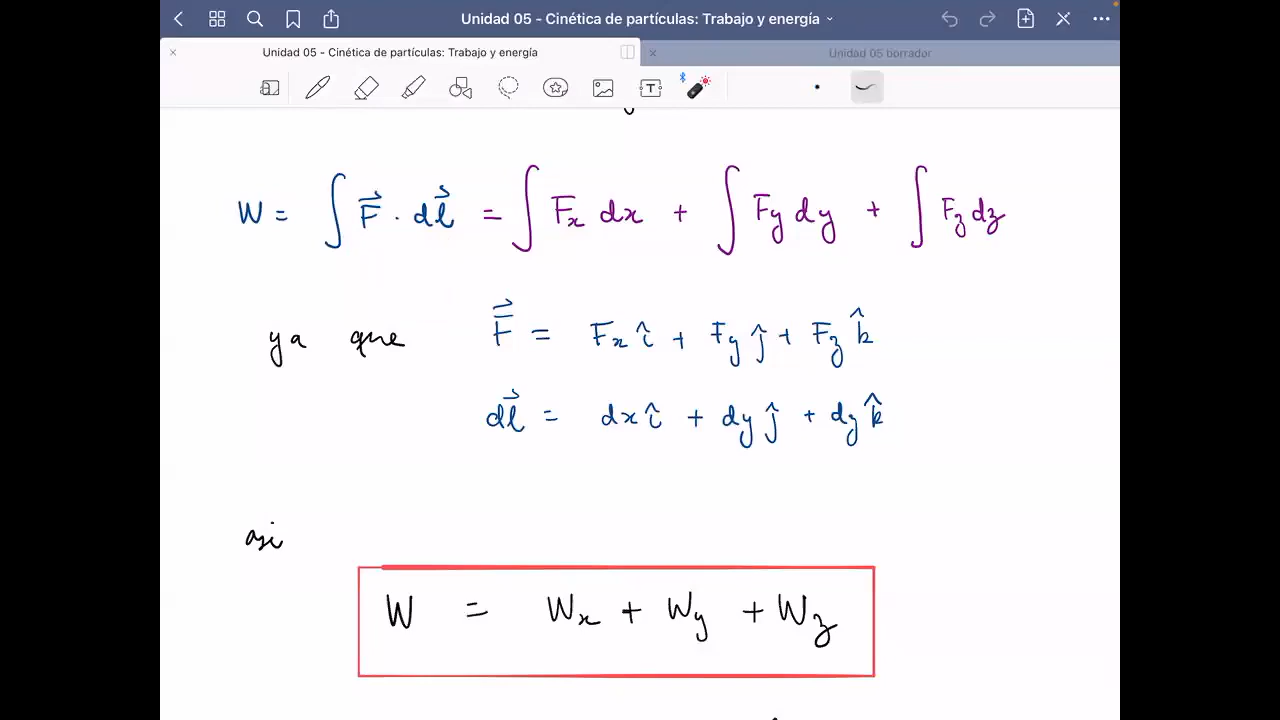 Unidad 05 - Cinética de partículas: Trabajo y energía
Unidad 05 - Cinética de partículas: Trabajo y energía
Unidad 05 borrador
T
W = ∫ F⃗ · dl⃗ = ∫ Fx dx + ∫ Fy dy + ∫ Fz dz
ya que F⃗ = Fx î + Fy ĵ + Fz k̂
dl⃗ = dx î + dy ĵ + dz k̂
asi
W = Wx + Wy + Wz